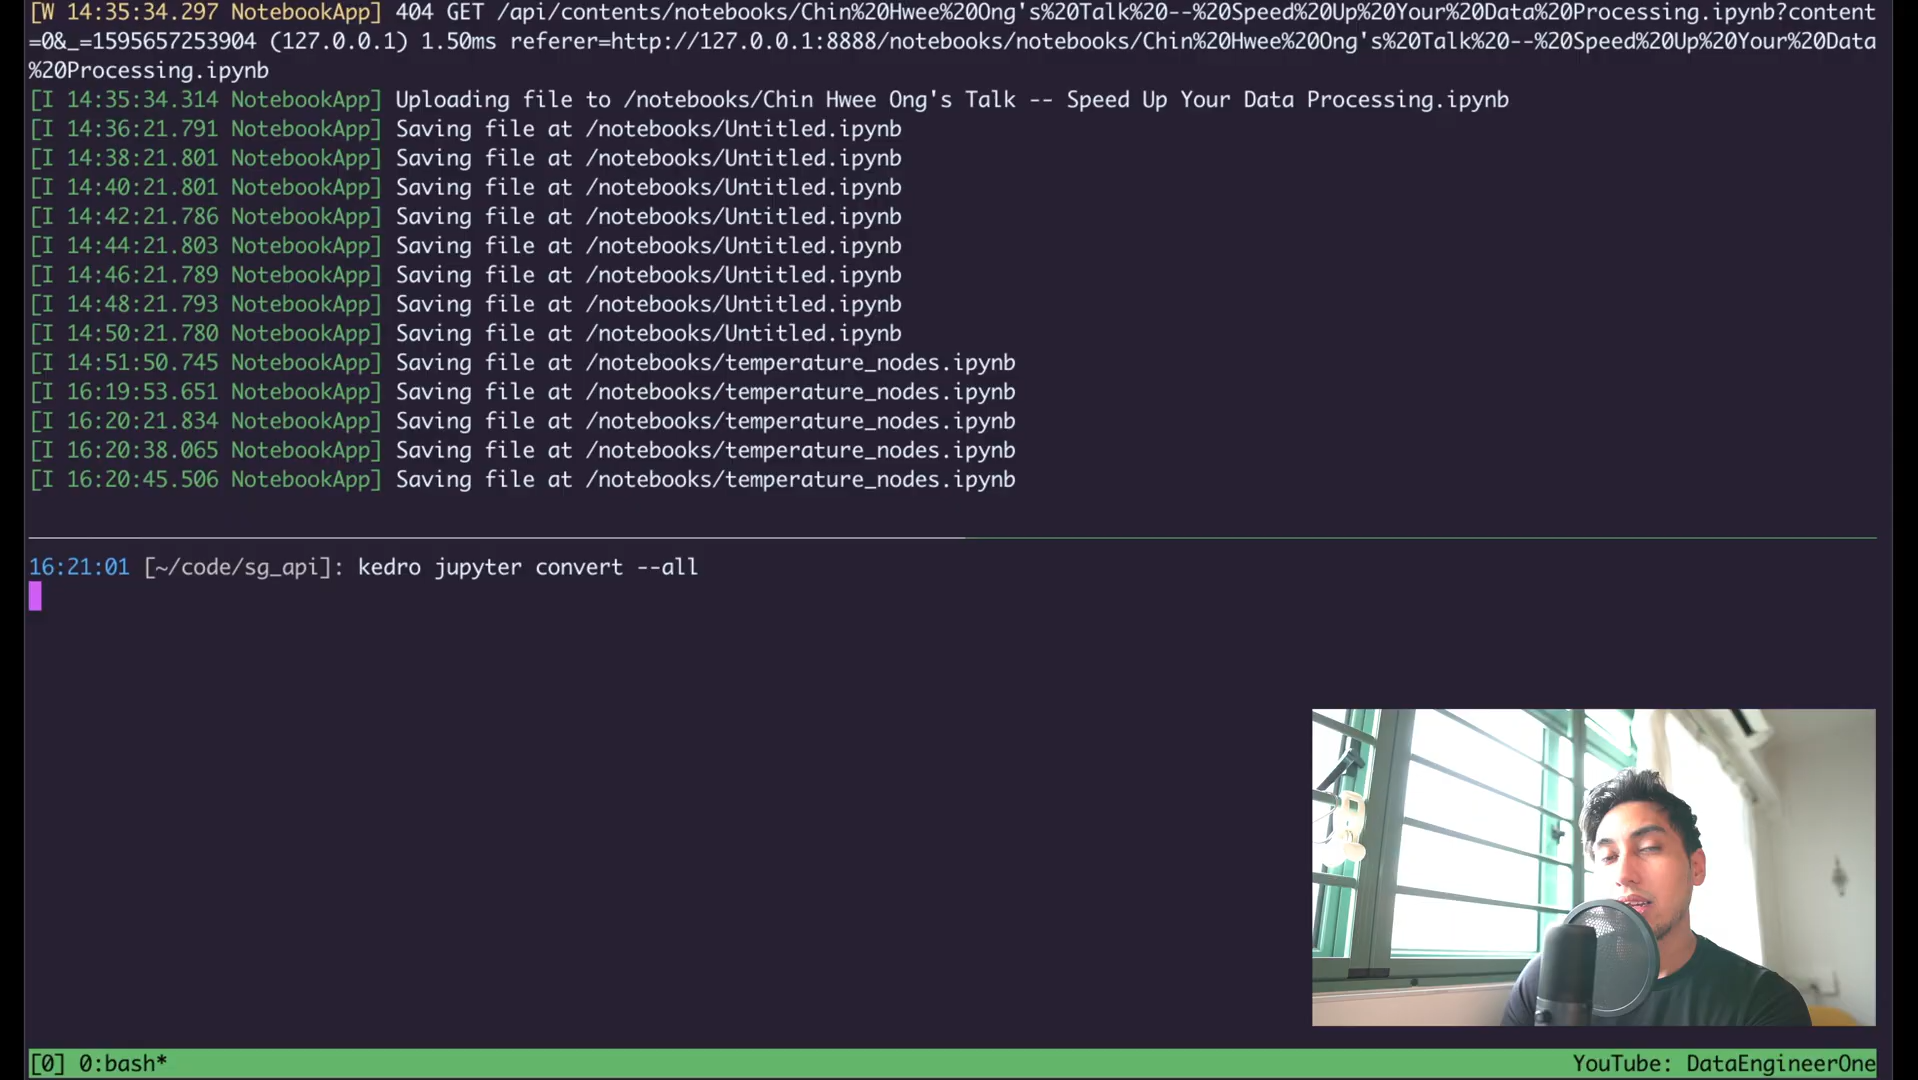 [W 14:35:34.297 NotebookApp] 404 GET /api/contents/notebooks/Chin%20Hwee%20Ong's%20Talk%20--%20Speed%20Up%20Your%20Data%20Processing.ipynb?content
=0&_=1595657253904 (127.0.0.1) 1.50ms referer=http://127.0.0.1:8888/notebooks/notebooks/Chin%20Hwee%20Ong's%20Talk%20--%20Speed%20Up%20Your%20Data
%20Processing.ipynb
[I 14:35:34.314 NotebookApp] Uploading file to /notebooks/Chin Hwee Ong's Talk -- Speed Up Your Data Processing.ipynb
[I 14:36:21.791 NotebookApp] Saving file at /notebooks/Untitled.ipynb
[I 14:38:21.801 NotebookApp] Saving file at /notebooks/Untitled.ipynb
[I 14:40:21.801 NotebookApp] Saving file at /notebooks/Untitled.ipynb
[I 14:42:21.786 NotebookApp] Saving file at /notebooks/Untitled.ipynb
[I 14:44:21.803 NotebookApp] Saving file at /notebooks/Untitled.ipynb
[I 14:46:21.789 NotebookApp] Saving file at /notebooks/Untitled.ipynb
[I 14:48:21.793 NotebookApp] Saving file at /notebooks/Untitled.ipynb
[I 14:50:21.780 NotebookApp] Saving file at /notebooks/Untitled.ipynb
[I 14:51:50.745 NotebookApp] Saving file at /notebooks/temperature_nodes.ipynb
[I 16:19:53.651 NotebookApp] Saving file at /notebooks/temperature_nodes.ipynb
[I 16:20:21.834 NotebookApp] Saving file at /notebooks/temperature_nodes.ipynb
[I 16:20:38.065 NotebookApp] Saving file at /notebooks/temperature_nodes.ipynb
[I 16:20:45.506 NotebookApp] Saving file at /notebooks/temperature_nodes.ipynb
16:21:01 [~/code/sg_api]: kedro jupyter convert --all
[0] 0:bash*
YouTube: DataEngineerOne